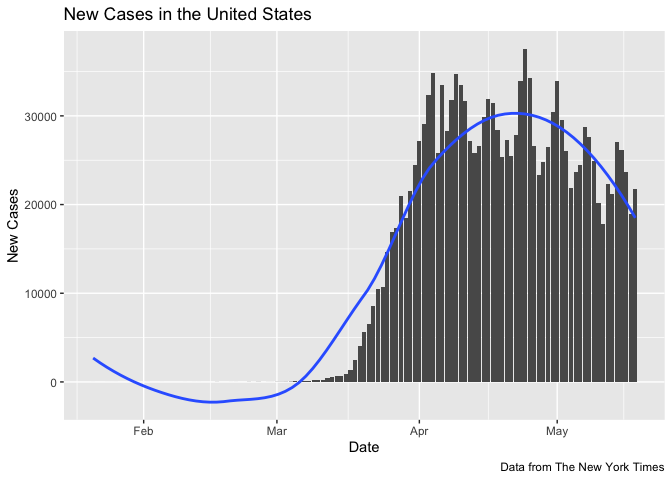 New Cases in the United States
New Cases
30000
20000
10000
0
Feb
Mar
Apr
May
Date
Data from The New York Times